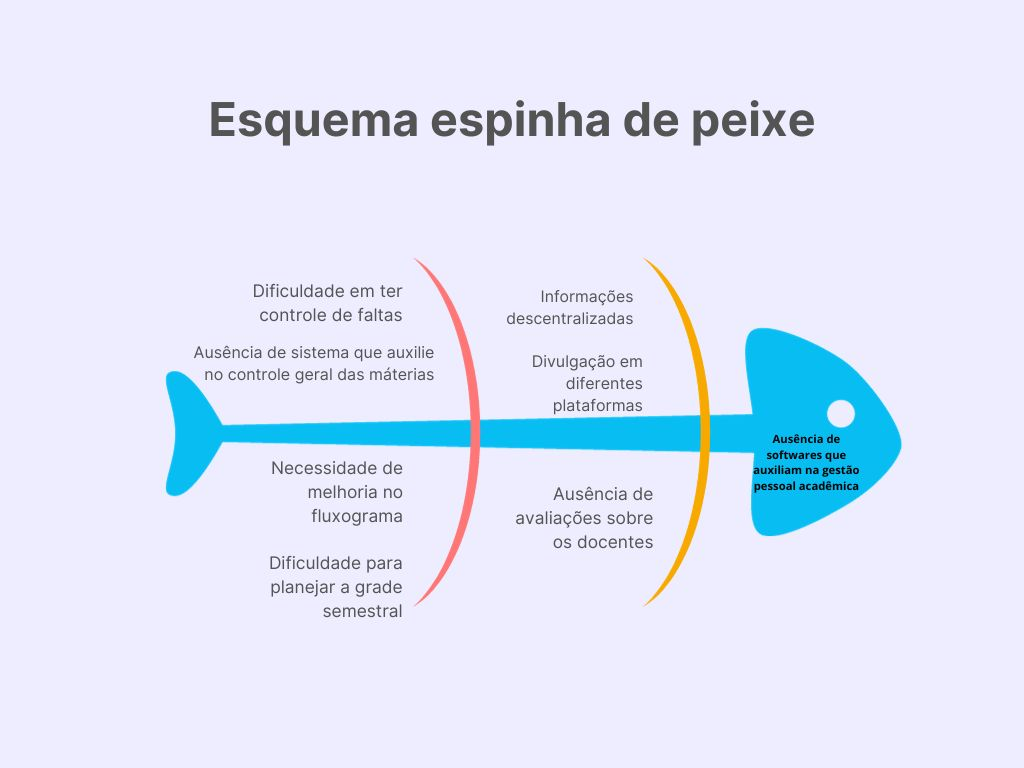 Esquema espinha de peixe
Dificuldade em ter
controle de faltas
Ausência de sistema que auxilie
no controle geral das máterias
Necessidade de
melhoria no
fluxograma
Dificuldade para
planejar a grade
semestral
Informações
descentralizadas
Divulgação em
diferentes
plataformas
Ausência de
avaliações sobre
os docentes
Ausência de
softwares que
auxiliam na gestão
pessoal acadêmica